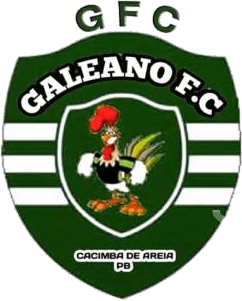 GFC
GALEANO F.C
CACIMBA DE AREIA
PB